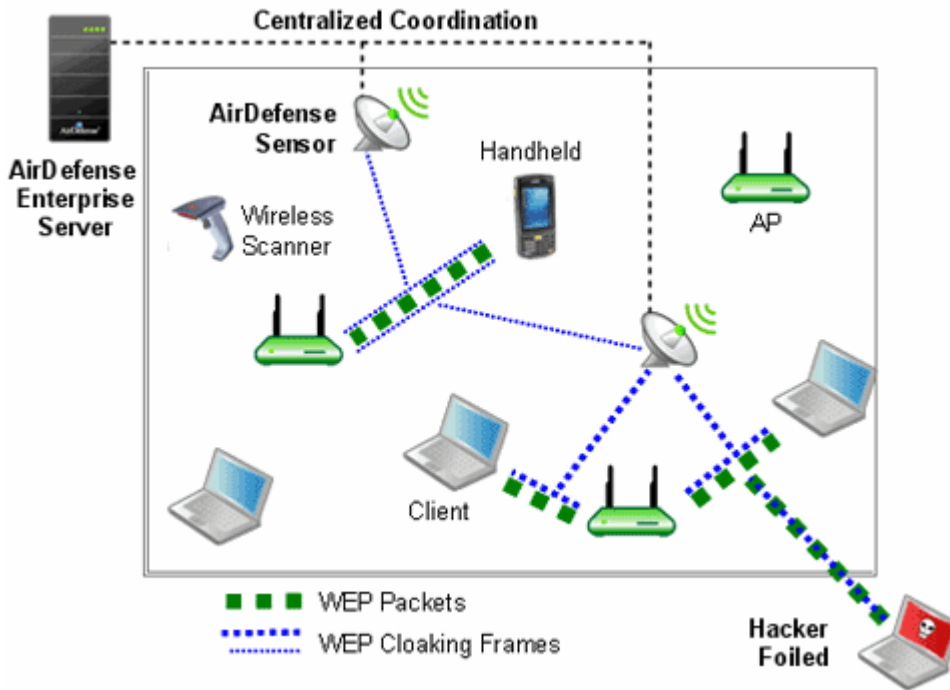 Centralized Coordination
AirDefense
AirDefense
Enterprise
Server
AirDefense
Sensor
Handheld
Wireless
Scanner
AP
Client
WEP Packets
WEP Cloaking Frames
Hacker
Foiled